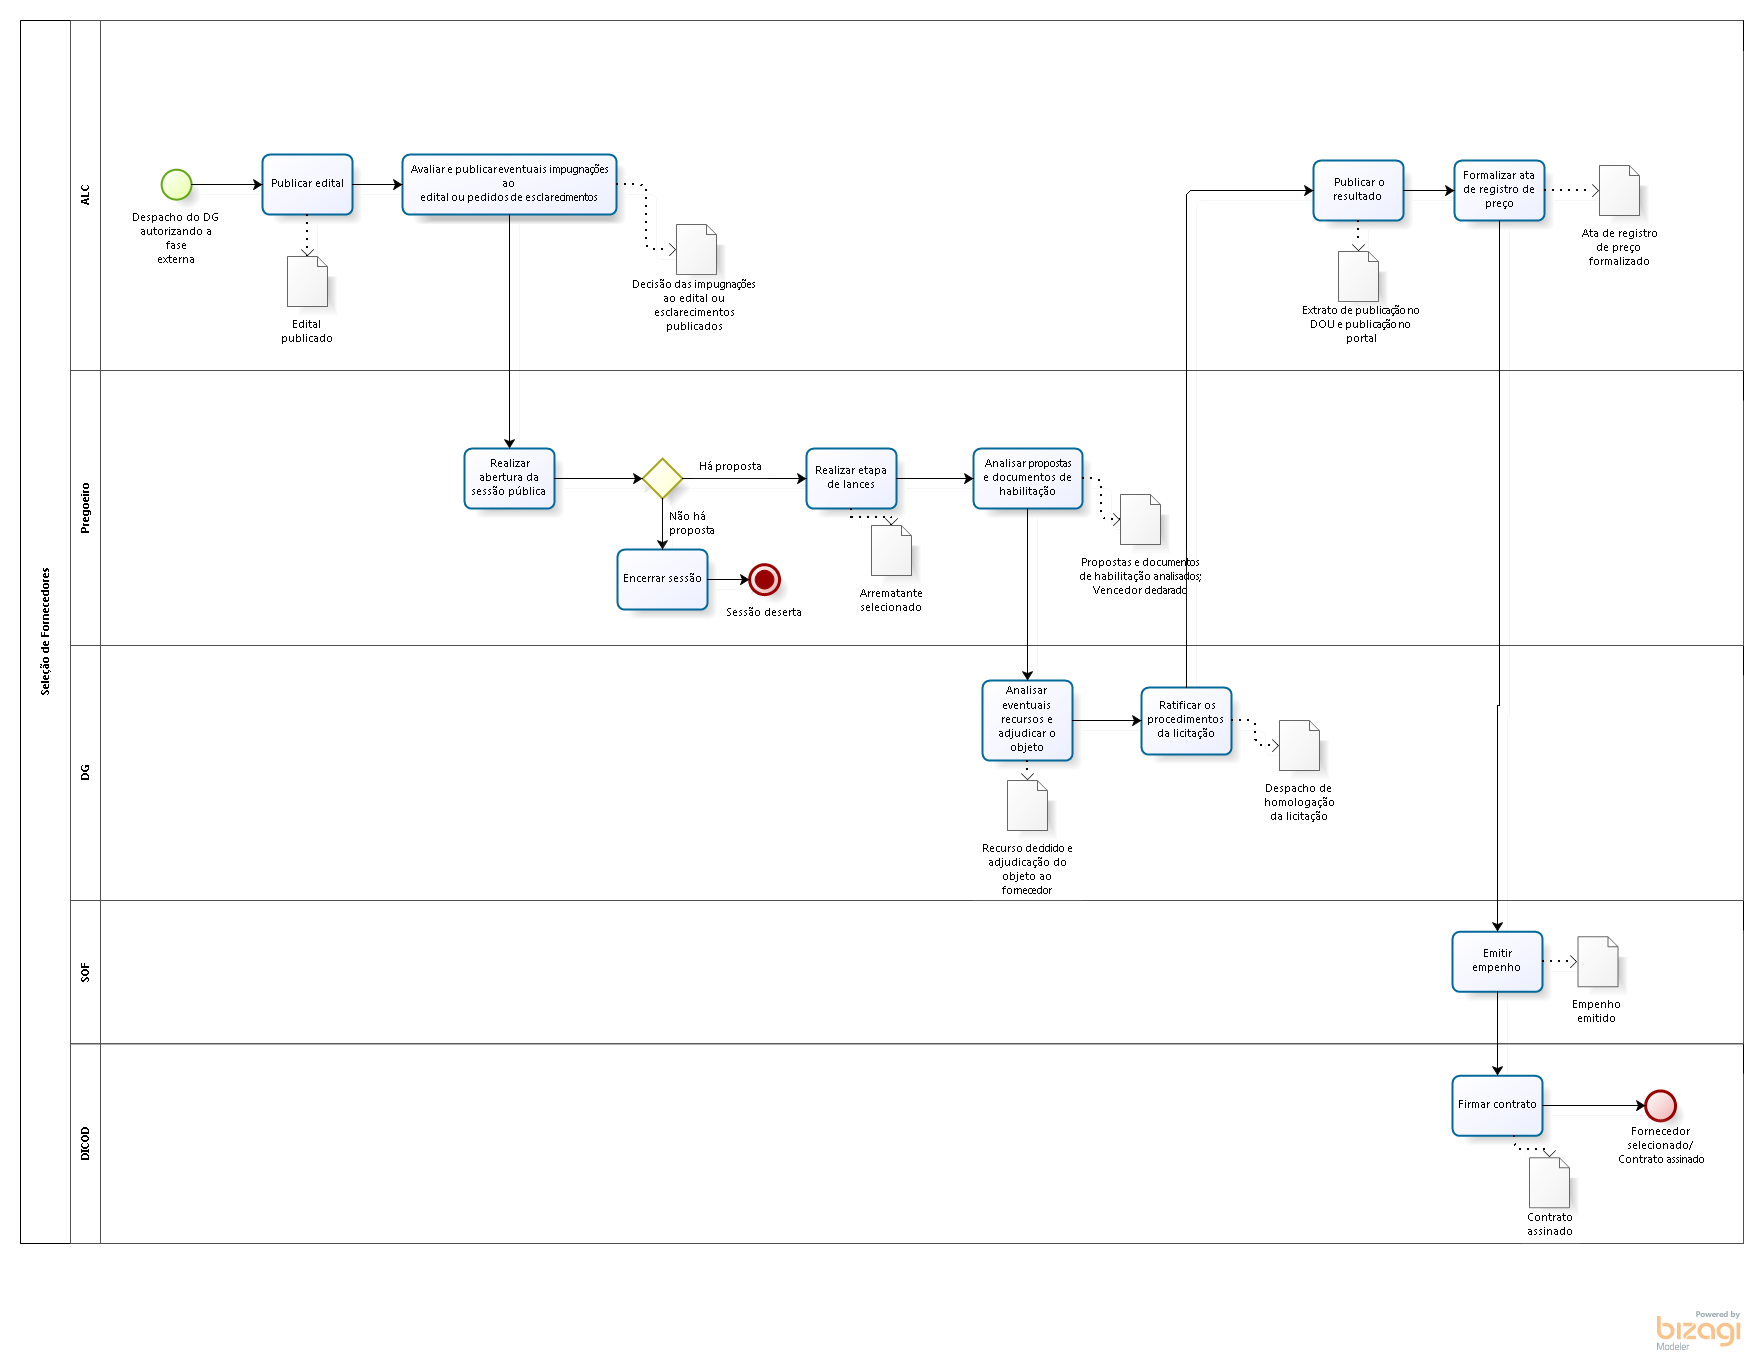 Seleção de Fornecedores
ALC
Despacho do DG
autorizando a
fase
externa
Publicar edital
Edital
publicado
Avaliar e publicar eventuais impugnações
ao
edital ou pedidos de esclarecimentos
Decisão das impugnações
ao edital ou
esclarecimentos
publicados
Publicar o
resultado
Extrato de publicação no
DOU e publicação no
portal
Formalizar ata
de registro de
preço
Ata de registro
de preço
formalizado
Pregoeiro
Realizar
abertura da
sessão pública
Há proposta
Não há
proposta
Encerrar sessão
Sessão deserta
Realizar etapa
de lances
Arrematante
selecionado
Analisar propostas
e documentos de
habilitação
Propostas e documentos
de habilitação analisados;
Vencedor declarado
DG
Analisar
eventuais
recursos e
adjudicar o
objeto
Recurso decidido e
adjudicação do
objeto ao
fornecedor
Ratificar os
procedimentos
da licitação
Despacho de
homologação
da licitação
SOF
Emitir
empenho
Empenho
emitido
DICOD
Firmar contrato
Contrato
assinado
Fornecedor
selecionado/
Contrato assinado
Powered by
bizagi
Modeler